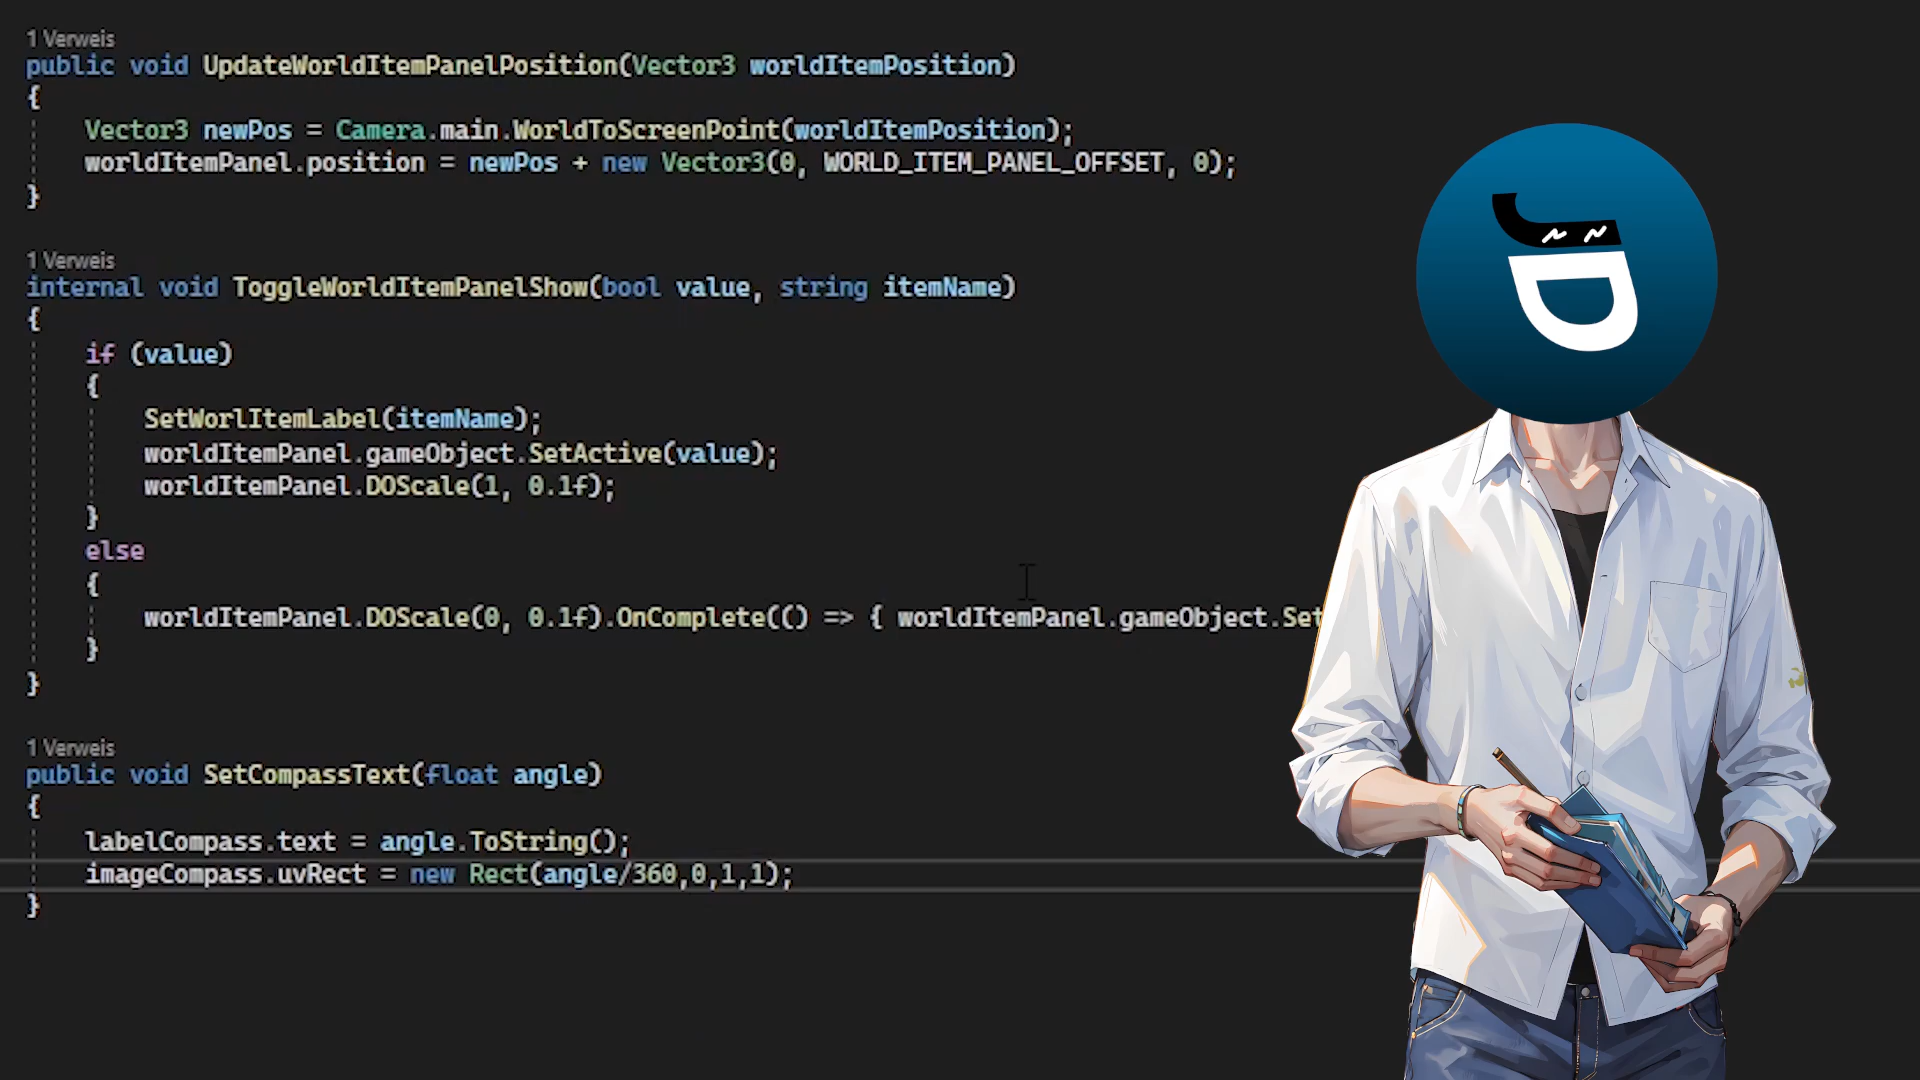 1 Verweis
public void UpdateWorldItemPanelPosition(Vector3 worldItemPosition)
{
    Vector3 newPos = Camera.main.WorldToScreenPoint(worldItemPosition);
    worldItemPanel.position = newPos + new Vector3(0, WORLD_ITEM_PANEL_OFFSET, 0);
}
1 Verweis
internal void ToggleWorldItemPanelShow(bool value, string itemName)
{
    if (value)
    {
        SetWorlItemLabel(itemName);
        worldItemPanel.gameObject.SetActive(value);
        worldItemPanel.DOScale(1, 0.1f);
    }
    else
    {
        worldItemPanel.DOScale(0, 0.1f).OnComplete(() => { worldItemPanel.gameObject.Set
    }
}
1 Verweis
public void SetCompassText(float angle)
{
    labelCompass.text = angle.ToString();
    imageCompass.uvRect = new Rect(angle/360,0,1,1);
}